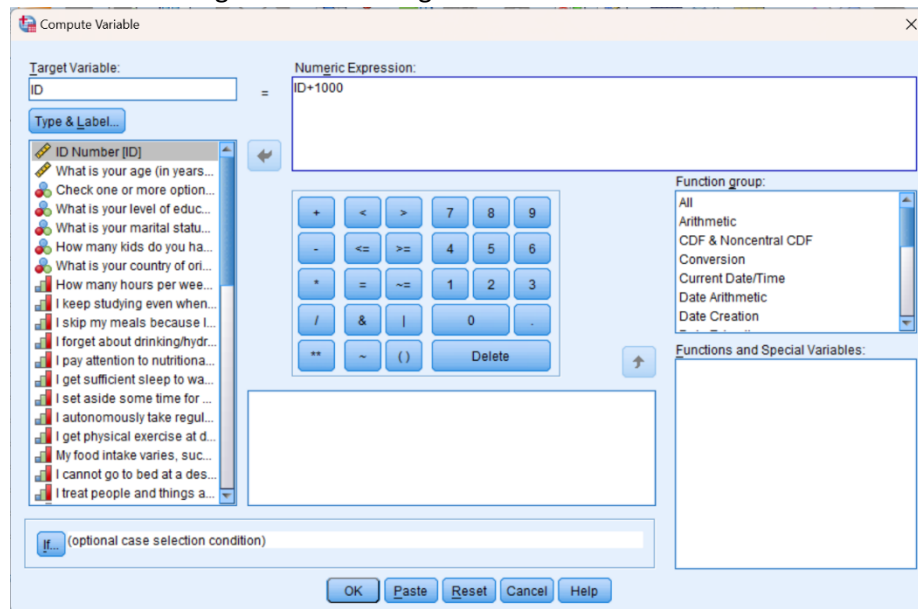 Compute Variable
Target Variable:
ID
=
Numeric Expression:
ID+1000
Type & Label...
ID Number [ID]
What is your age (in years...
Check one or more option...
What is your level of educ...
What is your marital statu...
How many kids do you ha...
What is your country of ori...
How many hours per wee...
I keep studying even when...
I skip my meals because I...
I forget about drinking/hydr...
I pay attention to nutritiona...
I get sufficient sleep to wa...
I set aside some time for ...
I autonomously take regul...
I get physical exercise at d...
My food intake varies, suc...
I cannot go to bed at a des...
I treat people and things a...
+ < > 7 8 9
- <= >= 4 5 6
* = ~= 1 2 3
/ & | 0 .
** ~ () Delete
Function group:
All
Arithmetic
CDF & Noncentral CDF
Conversion
Current Date/Time
Date Arithmetic
Date Creation
Functions and Special Variables:
If... (optional case selection condition)
OK Paste Reset Cancel Help